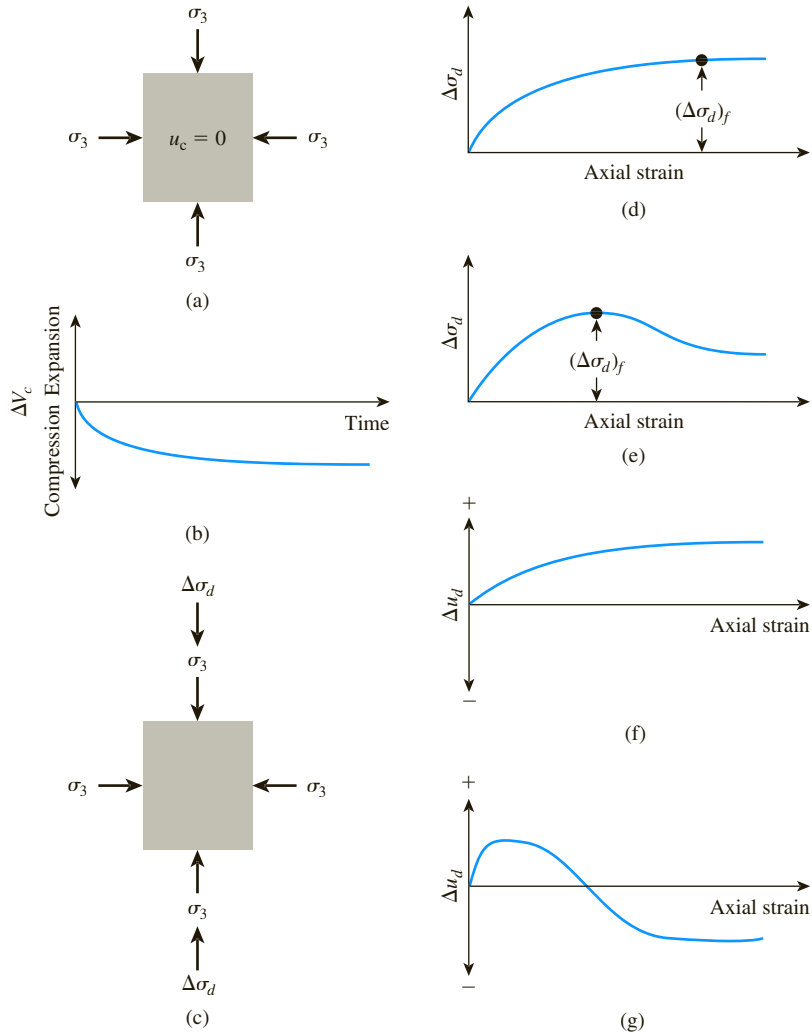 σ₃
σ₃
u_c = 0
σ₃
σ₃
(a)
ΔV_c
Compression Expansion
Time
(b)
Δσ_d
σ₃
σ₃
σ₃
σ₃
Δσ_d
(c)
Δσ_d
(Δσ_d)_f
Axial strain
(d)
Δσ_d
(Δσ_d)_f
Axial strain
(e)
+
Δu_d
Axial strain
−
(f)
+
Δu_d
Axial strain
−
(g)